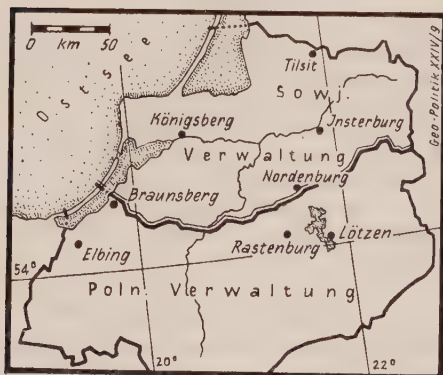 0 50
km
Ostsee
Tilsit
Sowj.
Königsberg
Insterburg
Verwaltung
Nordenburg
Braunsberg
Elbing
Rastenburg
Lötzen
54°
Poln. Verwaltung
20°
22°
Geo-Politik XXIV/9